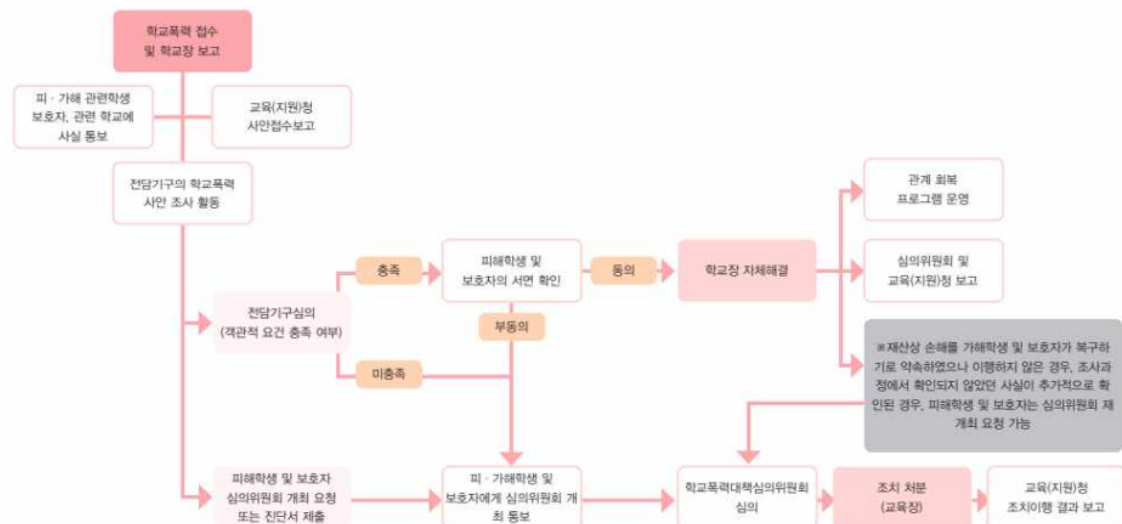 학교폭력 접수
및 학교장 보고
피 · 가해 관련학생
보호자, 관련 학교에
사실 통보
교육(지원)청
사안접수보고
전담기구의 학교폭력
사안 조사 활동
전담기구심의
(객관적 요건 충족 여부)
충족
미충족
피해학생 및
보호자의 서면 확인
동의
부동의
학교장 자체해결
관계 회복
프로그램 운영
심의위원회 및
교육(지원)청 보고
※재산상 손해를 가해학생 및 보호자가 복구하
기로 약속하였으나 이행하지 않은 경우, 조사과
정에서 확인되지 않았던 사실이 추가적으로 확
인된 경우, 피해학생 및 보호자는 심의위원회 재
개최 요청 가능
피해학생 및 보호자
심의위원회 개최 요청
또는 진단서 제출
피 · 가해학생 및
보호자에게 심의위원회 개
최 통보
학교폭력대책심의위원회
심의
조치 처분
(교육장)
교육(지원)청
조치이행 결과 보고